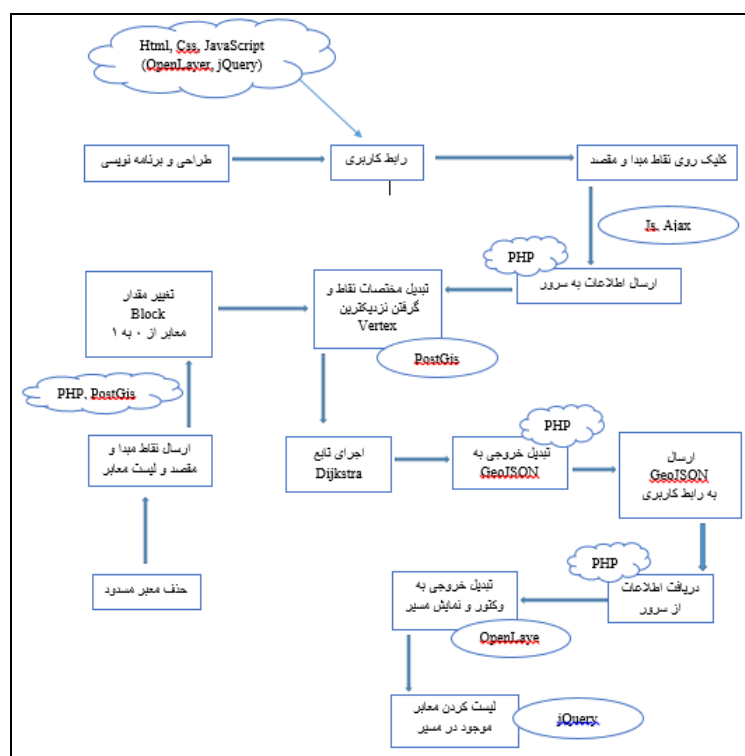 Html, Css, JavaScript
(OpenLayer, jQuery)
طراحی و برنامه نویسی
رابط کاربری
کلیک روی نقاط مبدا و مقصد
Js, Ajax
PHP
ارسال اطلاعات به سرور
تبدیل مختصات نقاط و
گرفتن نزدیکترین
Vertex
PostGis
تغییر مقدار
Block
معابر از ۰ به ۱
PHP, PostGis
ارسال نقاط مبدا و
مقصد و لیست معابر
حذف معبر مسدود
اجرای تابع
Dijkstra
PHP
تبدیل خروجی به
GeoJSON
ارسال
GeoJSON
به رابط کاربری
PHP
دریافت اطلاعات
از سرور
تبدیل خروجی به
وکتور و نمایش مسیر
OpenLaye
لیست کردن معابر
موجود در مسیر
jQuery